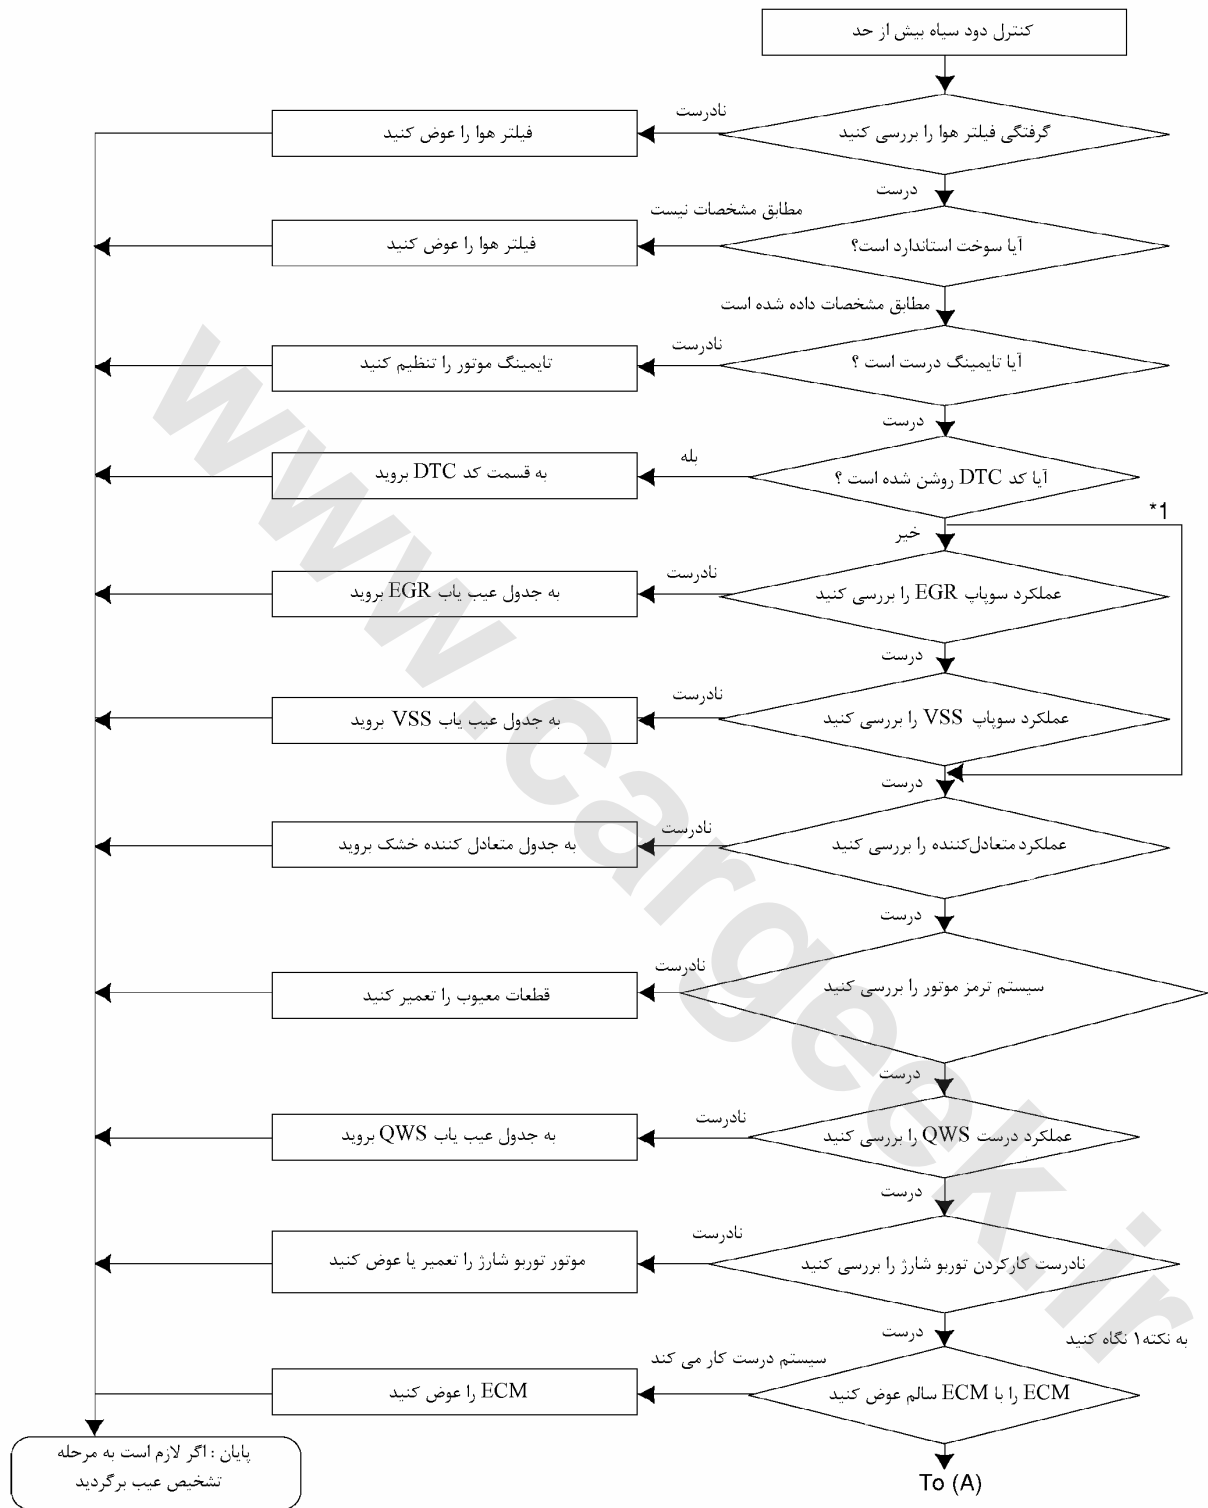 کنترل دود سیاه بیش از حد
گرفتگی فیلتر هوا را بررسی کنید
نادرست
فیلتر هوا را عوض کنید
درست
آیا سوخت استاندارد است؟
مطابق مشخصات نیست
فیلتر هوا را عوض کنید
مطابق مشخصات داده شده است
آیا تایمینگ درست است ؟
نادرست
تایمینگ موتور را تنظیم کنید
درست
آیا کد DTC روشن شده است ؟
بله
به قسمت کد DTC بروید
*1
خیر
عملکرد سوپاپ EGR را بررسی کنید
نادرست
به جدول عیب یاب EGR بروید
درست
عملکرد سوپاپ VSS را بررسی کنید
نادرست
به جدول عیب یاب VSS بروید
درست
عملکرد متعادل‌کننده را بررسی کنید
نادرست
به جدول متعادل کننده خشک بروید
درست
سیستم ترمز موتور را بررسی کنید
نادرست
قطعات معیوب را تعمیر کنید
درست
عملکرد درست QWS را بررسی کنید
نادرست
به جدول عیب یاب QWS بروید
درست
نادرست کارکردن توربو شارژ را بررسی کنید
نادرست
موتور توربو شارژ را تعمیر یا عوض کنید
درست
به نکته۱ نگاه کنید
ECM را با ECM سالم عوض کنید
سیستم درست کار می کند
ECM را عوض کنید
To (A)
پایان : اگر لازم است به مرحله
تشخیص عیب برگردید
www.cargeek.ir